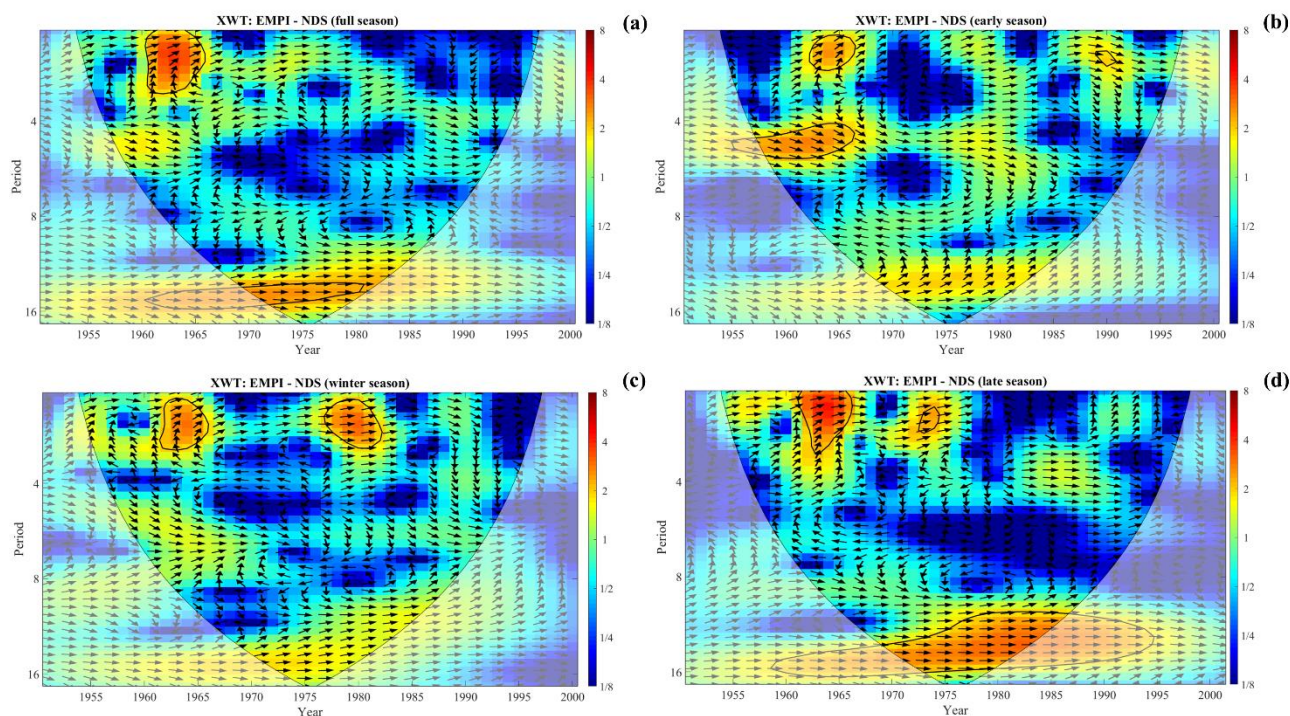 XWT: EMPI - NDS (full season)
(a)
Period
4
8
16
1955 1960 1965 1970 1975 1980 1985 1990 1995 2000
Year
8
4
2
1
1/2
1/4
1/8
XWT: EMPI - NDS (early season)
(b)
Period
4
8
16
1955 1960 1965 1970 1975 1980 1985 1990 1995 2000
Year
8
4
2
1
1/2
1/4
1/8
XWT: EMPI - NDS (winter season)
(c)
Period
4
8
16
1955 1960 1965 1970 1975 1980 1985 1990 1995 2000
Year
8
4
2
1
1/2
1/4
1/8
XWT: EMPI - NDS (late season)
(d)
Period
4
8
16
1955 1960 1965 1970 1975 1980 1985 1990 1995 2000
Year
8
4
2
1
1/2
1/4
1/8